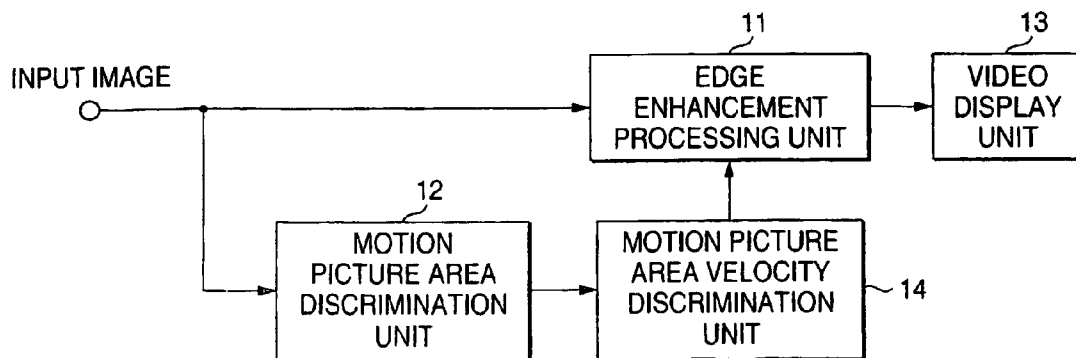 11
13
INPUT IMAGE
EDGE
ENHANCEMENT
PROCESSING UNIT
VIDEO
DISPLAY
UNIT
12
MOTION
PICTURE AREA
DISCRIMINATION
UNIT
MOTION PICTURE
AREA VELOCITY
DISCRIMINATION
UNIT
14